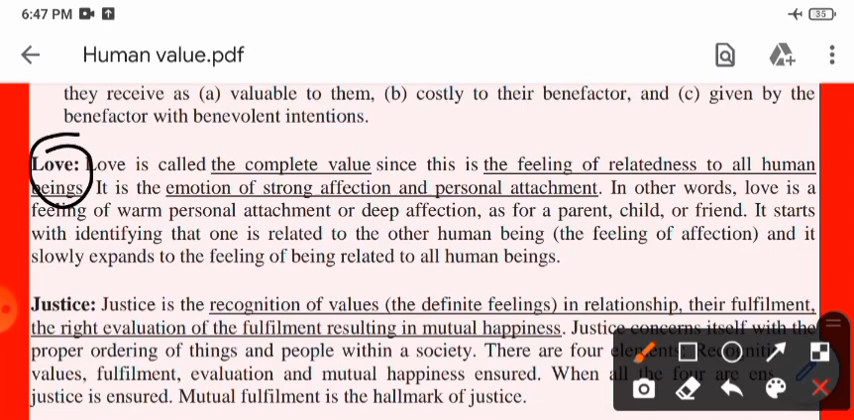 6:47 PM
35
Human value.pdf
they receive as (a) valuable to them, (b) costly to their benefactor, and (c) given by the
benefactor with benevolent intentions.
Love: Love is called the complete value since this is the feeling of relatedness to all human
beings. It is the emotion of strong affection and personal attachment. In other words, love is a
feeling of warm personal attachment or deep affection, as for a parent, child, or friend. It starts
with identifying that one is related to the other human being (the feeling of affection) and it
slowly expands to the feeling of being related to all human beings.
Justice: Justice is the recognition of values (the definite feelings) in relationship, their fulfilment,
the right evaluation of the fulfilment resulting in mutual happiness. Justice concerns itself with the
proper ordering of things and people within a society. There are four elements: Recogniti
values, fulfilment, evaluation and mutual happiness ensured. When all the four are ens
justice is ensured. Mutual fulfilment is the hallmark of justice.